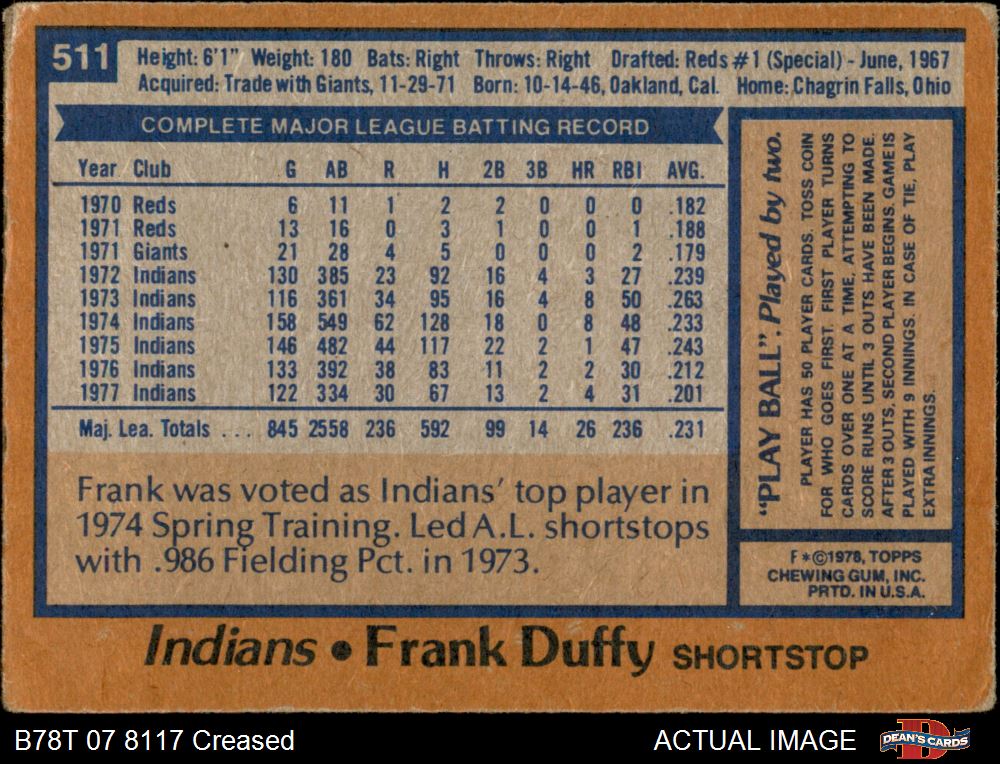 511
Height: 6'1" Weight: 180 Bats: Right Throws: Right Drafted: Reds #1 (Special) - June, 1967
Acquired: Trade with Giants, 11-29-71 Born: 10-14-46, Oakland, Cal. Home: Chagrin Falls, Ohio
COMPLETE MAJOR LEAGUE BATTING RECORD
Year Club G AB R H 2B 3B HR RBI AVG.
1970 Reds 6 11 1 2 2 0 0 0 .182
1971 Reds 13 16 0 3 1 0 0 1 .188
1971 Giants 21 28 4 5 0 0 0 2 .179
1972 Indians 130 385 23 92 16 4 3 27 .239
1973 Indians 116 361 34 95 16 4 8 50 .263
1974 Indians 158 549 62 128 18 0 8 48 .233
1975 Indians 146 482 44 117 22 2 1 47 .243
1976 Indians 133 392 38 83 11 2 2 30 .212
1977 Indians 122 334 30 67 13 2 4 31 .201
Maj. Lea. Totals ... 845 2558 236 592 99 14 26 236 .231
Frank was voted as Indians' top player in
1974 Spring Training. Led A.L. shortstops
with .986 Fielding Pct. in 1973.
"PLAY BALL". Played by two.
PLAYER HAS 50 PLAYER CARDS. TOSS COIN
FOR WHO GOES FIRST. FIRST PLAYER TURNS
CARDS OVER ONE AT A TIME, ATTEMPTING TO
SCORE RUNS UNTIL 3 OUTS HAVE BEEN MADE.
AFTER 3 OUTS, SECOND PLAYER BEGINS. GAME IS
PLAYED WITH 9 INNINGS. IN CASE OF TIE, PLAY
EXTRA INNINGS.
F*©1978, TOPPS
CHEWING GUM, INC.
PRTD. IN U.S.A.
Indians • Frank Duffy SHORTSTOP
B78T 07 8117 Creased
ACTUAL IMAGE
D
DEAN'S CARDS